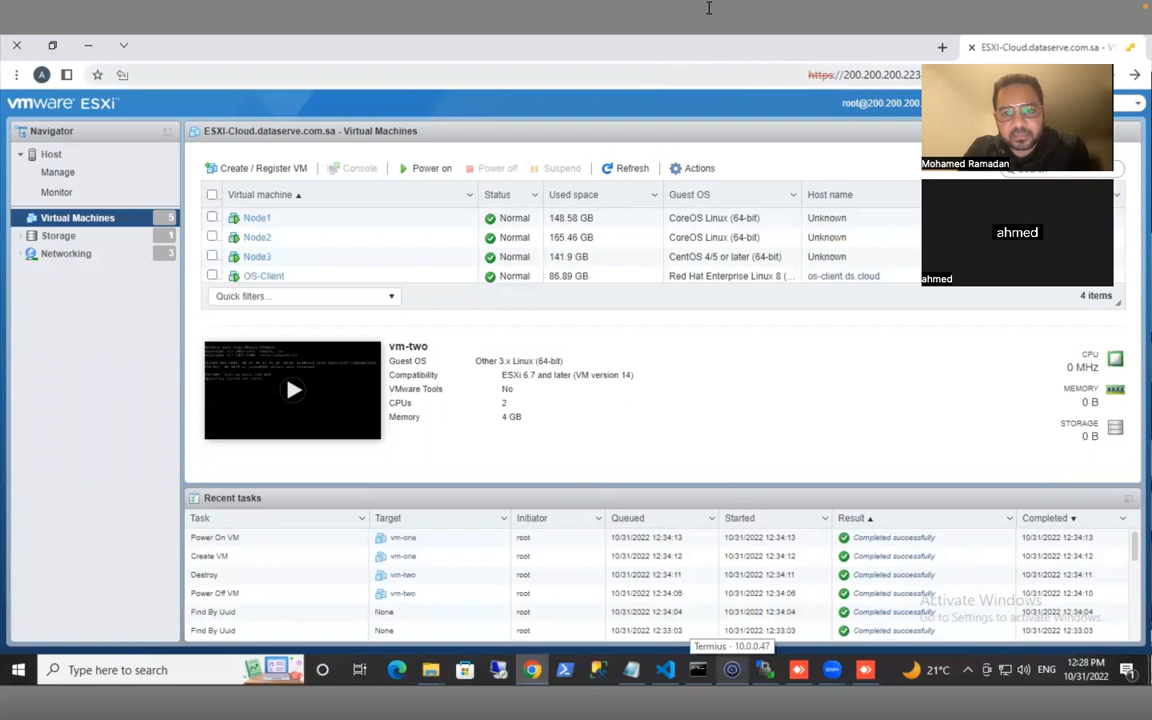 ESXI-Cloud.dataserve.com.sa - V
https://200.200.200.223
vmware ESXi™
root@200.200.200.
Mohamed Ramadan
ahmed
ahmed
Navigator
Host
Manage
Monitor
Virtual Machines 5
Storage 1
Networking 3
ESXI-Cloud.dataserve.com.sa - Virtual Machines
Create / Register VM | Console | Power on Power off Suspend | Refresh | Actions
Virtual machine ▲ Status Used space Guest OS Host name
Node1 Normal 148.58 GB CoreOS Linux (64-bit) Unknown
Node2 Normal 165.46 GB CoreOS Linux (64-bit) Unknown
Node3 Normal 141.9 GB CentOS 4/5 or later (64-bit) Unknown
OS-Client Normal 86.89 GB Red Hat Enterprise Linux 8 (... os-client.ds.cloud
Quick filters...
4 items
vm-two
Guest OS Other 3.x Linux (64-bit)
Compatibility ESXi 6.7 and later (VM version 14)
VMware Tools No
CPUs 2
Memory 4 GB
CPU
0 MHz
MEMORY
0 B
STORAGE
0 B
Recent tasks
Task Target Initiator Queued Started Result ▲ Completed ▼
Power On VM vm-one root 10/31/2022 12:34:13 10/31/2022 12:34:13 Completed successfully 10/31/2022 12:34:13
Create VM vm-one root 10/31/2022 12:34:12 10/31/2022 12:34:12 Completed successfully 10/31/2022 12:34:13
Destroy vm-two root 10/31/2022 12:34:11 10/31/2022 12:34:11 Completed successfully 10/31/2022 12:34:11
Power Off VM vm-two root 10/31/2022 12:34:06 10/31/2022 12:34:06 Completed successfully 10/31/2022 12:34:10
Find By Uuid None root 10/31/2022 12:34:04 10/31/2022 12:34:04 Completed successfully 10/31/2022 12:34:04
Find By Uuid None root 10/31/2022 12:33:03 10/31/2022 12:33:03 Completed successfully 10/31/2022 12:33:03
Activate Windows
Go to Settings to activate Windows.
Termius - 10.0.0.47
Type here to search
21°C
ENG
12:28 PM
10/31/2022
1